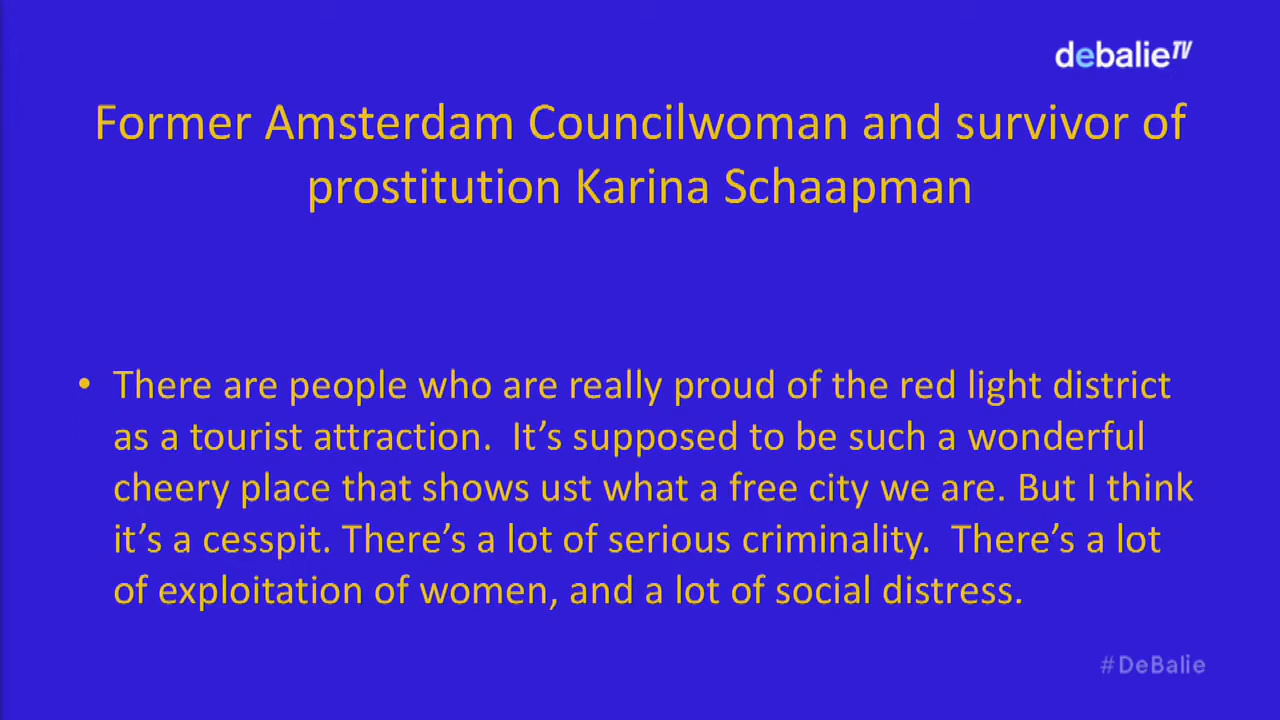 debalieTV
Former Amsterdam Councilwoman and survivor of
prostitution Karina Schaapman
• There are people who are really proud of the red light district
as a tourist attraction.  It’s supposed to be such a wonderful
cheery place that shows ust what a free city we are. But I think
it’s a cesspit. There’s a lot of serious criminality.  There’s a lot
of exploitation of women, and a lot of social distress.
#DeBalie